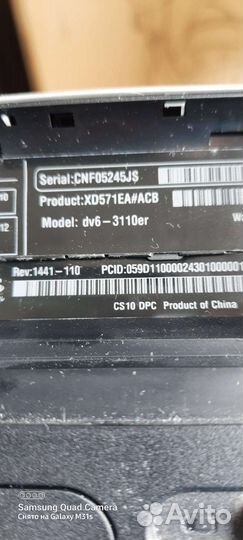 Serial:CNF05245JS
Product:XD571EA#ACB
Model: dv6-3110er
Rev:1441-110 PCID:059D110000243010000
CS10 DPC Product of China
Samsung Quad Camera
Снято на Galaxy M31s
Avito